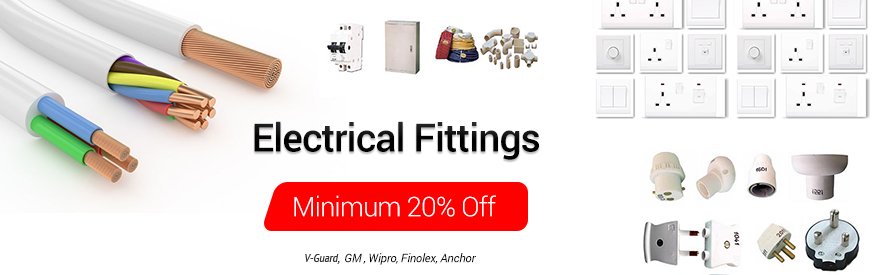 Electrical Fittings
Minimum 20% Off
V-Guard, GM , Wipro, Finolex, Anchor